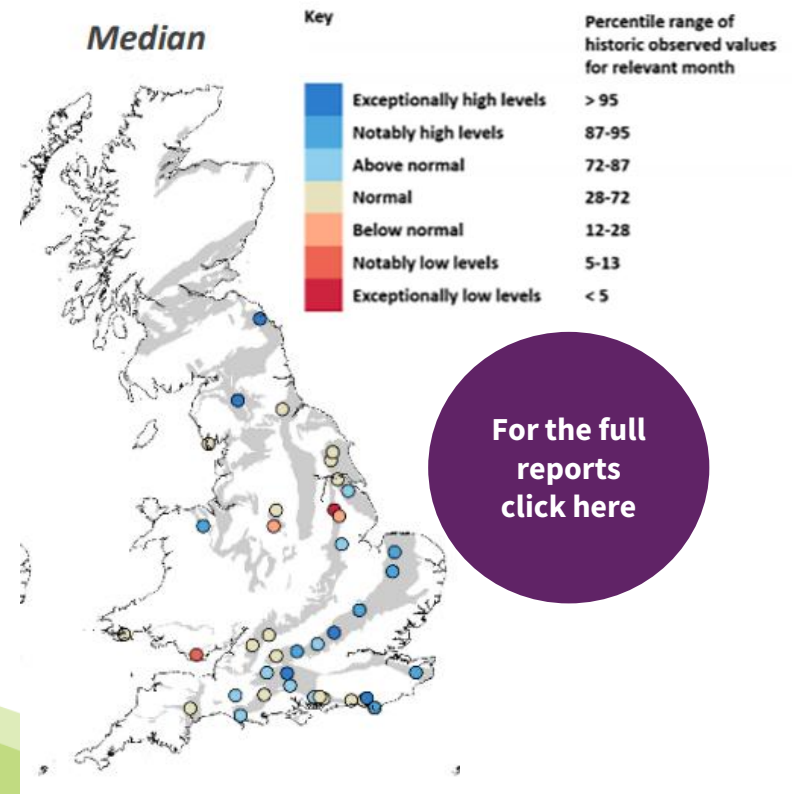 Median
Key
Percentile range of
historic observed values
for relevant month
Exceptionally high levels > 95
Notably high levels 87-95
Above normal 72-87
Normal 28-72
Below normal 12-28
Notably low levels 5-13
Exceptionally low levels < 5
For the full
reports
click here